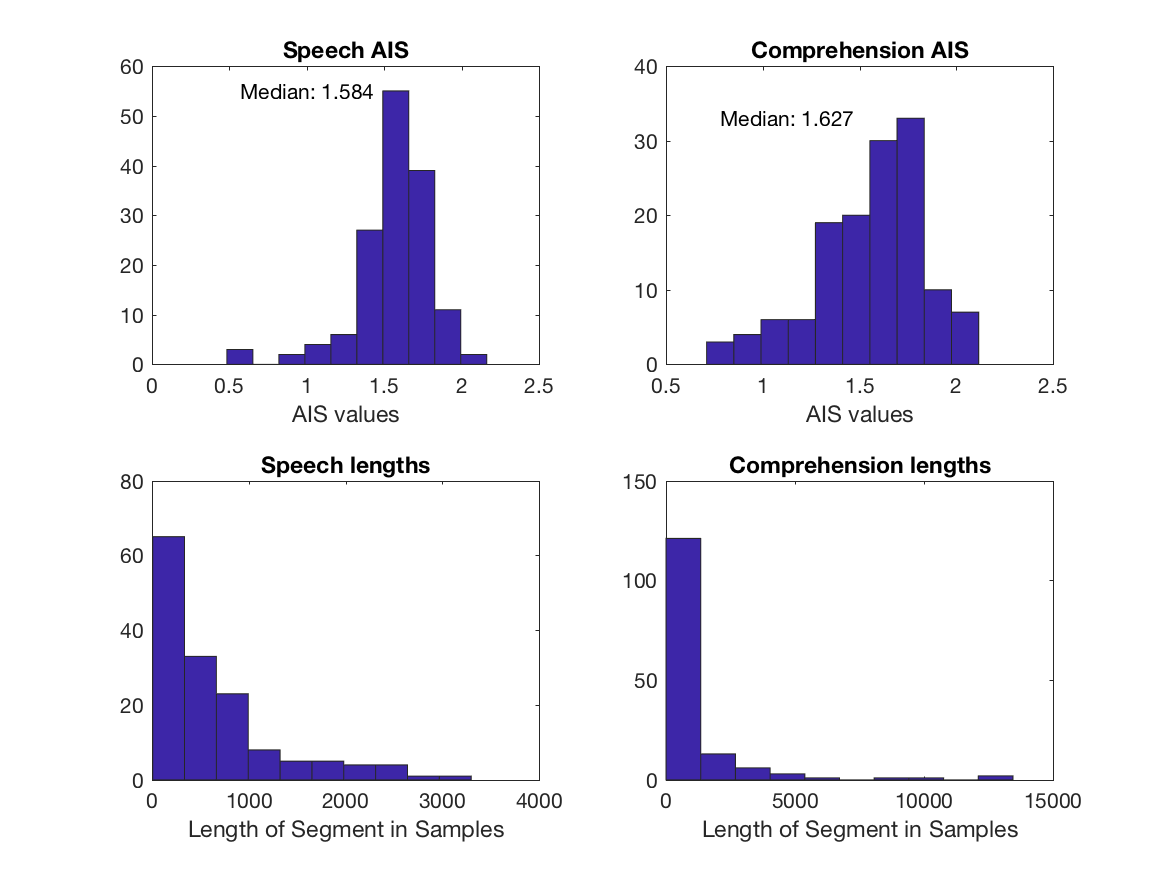 Speech AIS
60
50
40
30
20
10
0
Median: 1.584
0 0.5 1 1.5 2 2.5
AIS values
Comprehension AIS
40
30
20
10
0
Median: 1.627
0.5 1 1.5 2 2.5
AIS values
Speech lengths
80
60
40
20
0
0 1000 2000 3000 4000
Length of Segment in Samples
Comprehension lengths
150
100
50
0
0 5000 10000 15000
Length of Segment in Samples